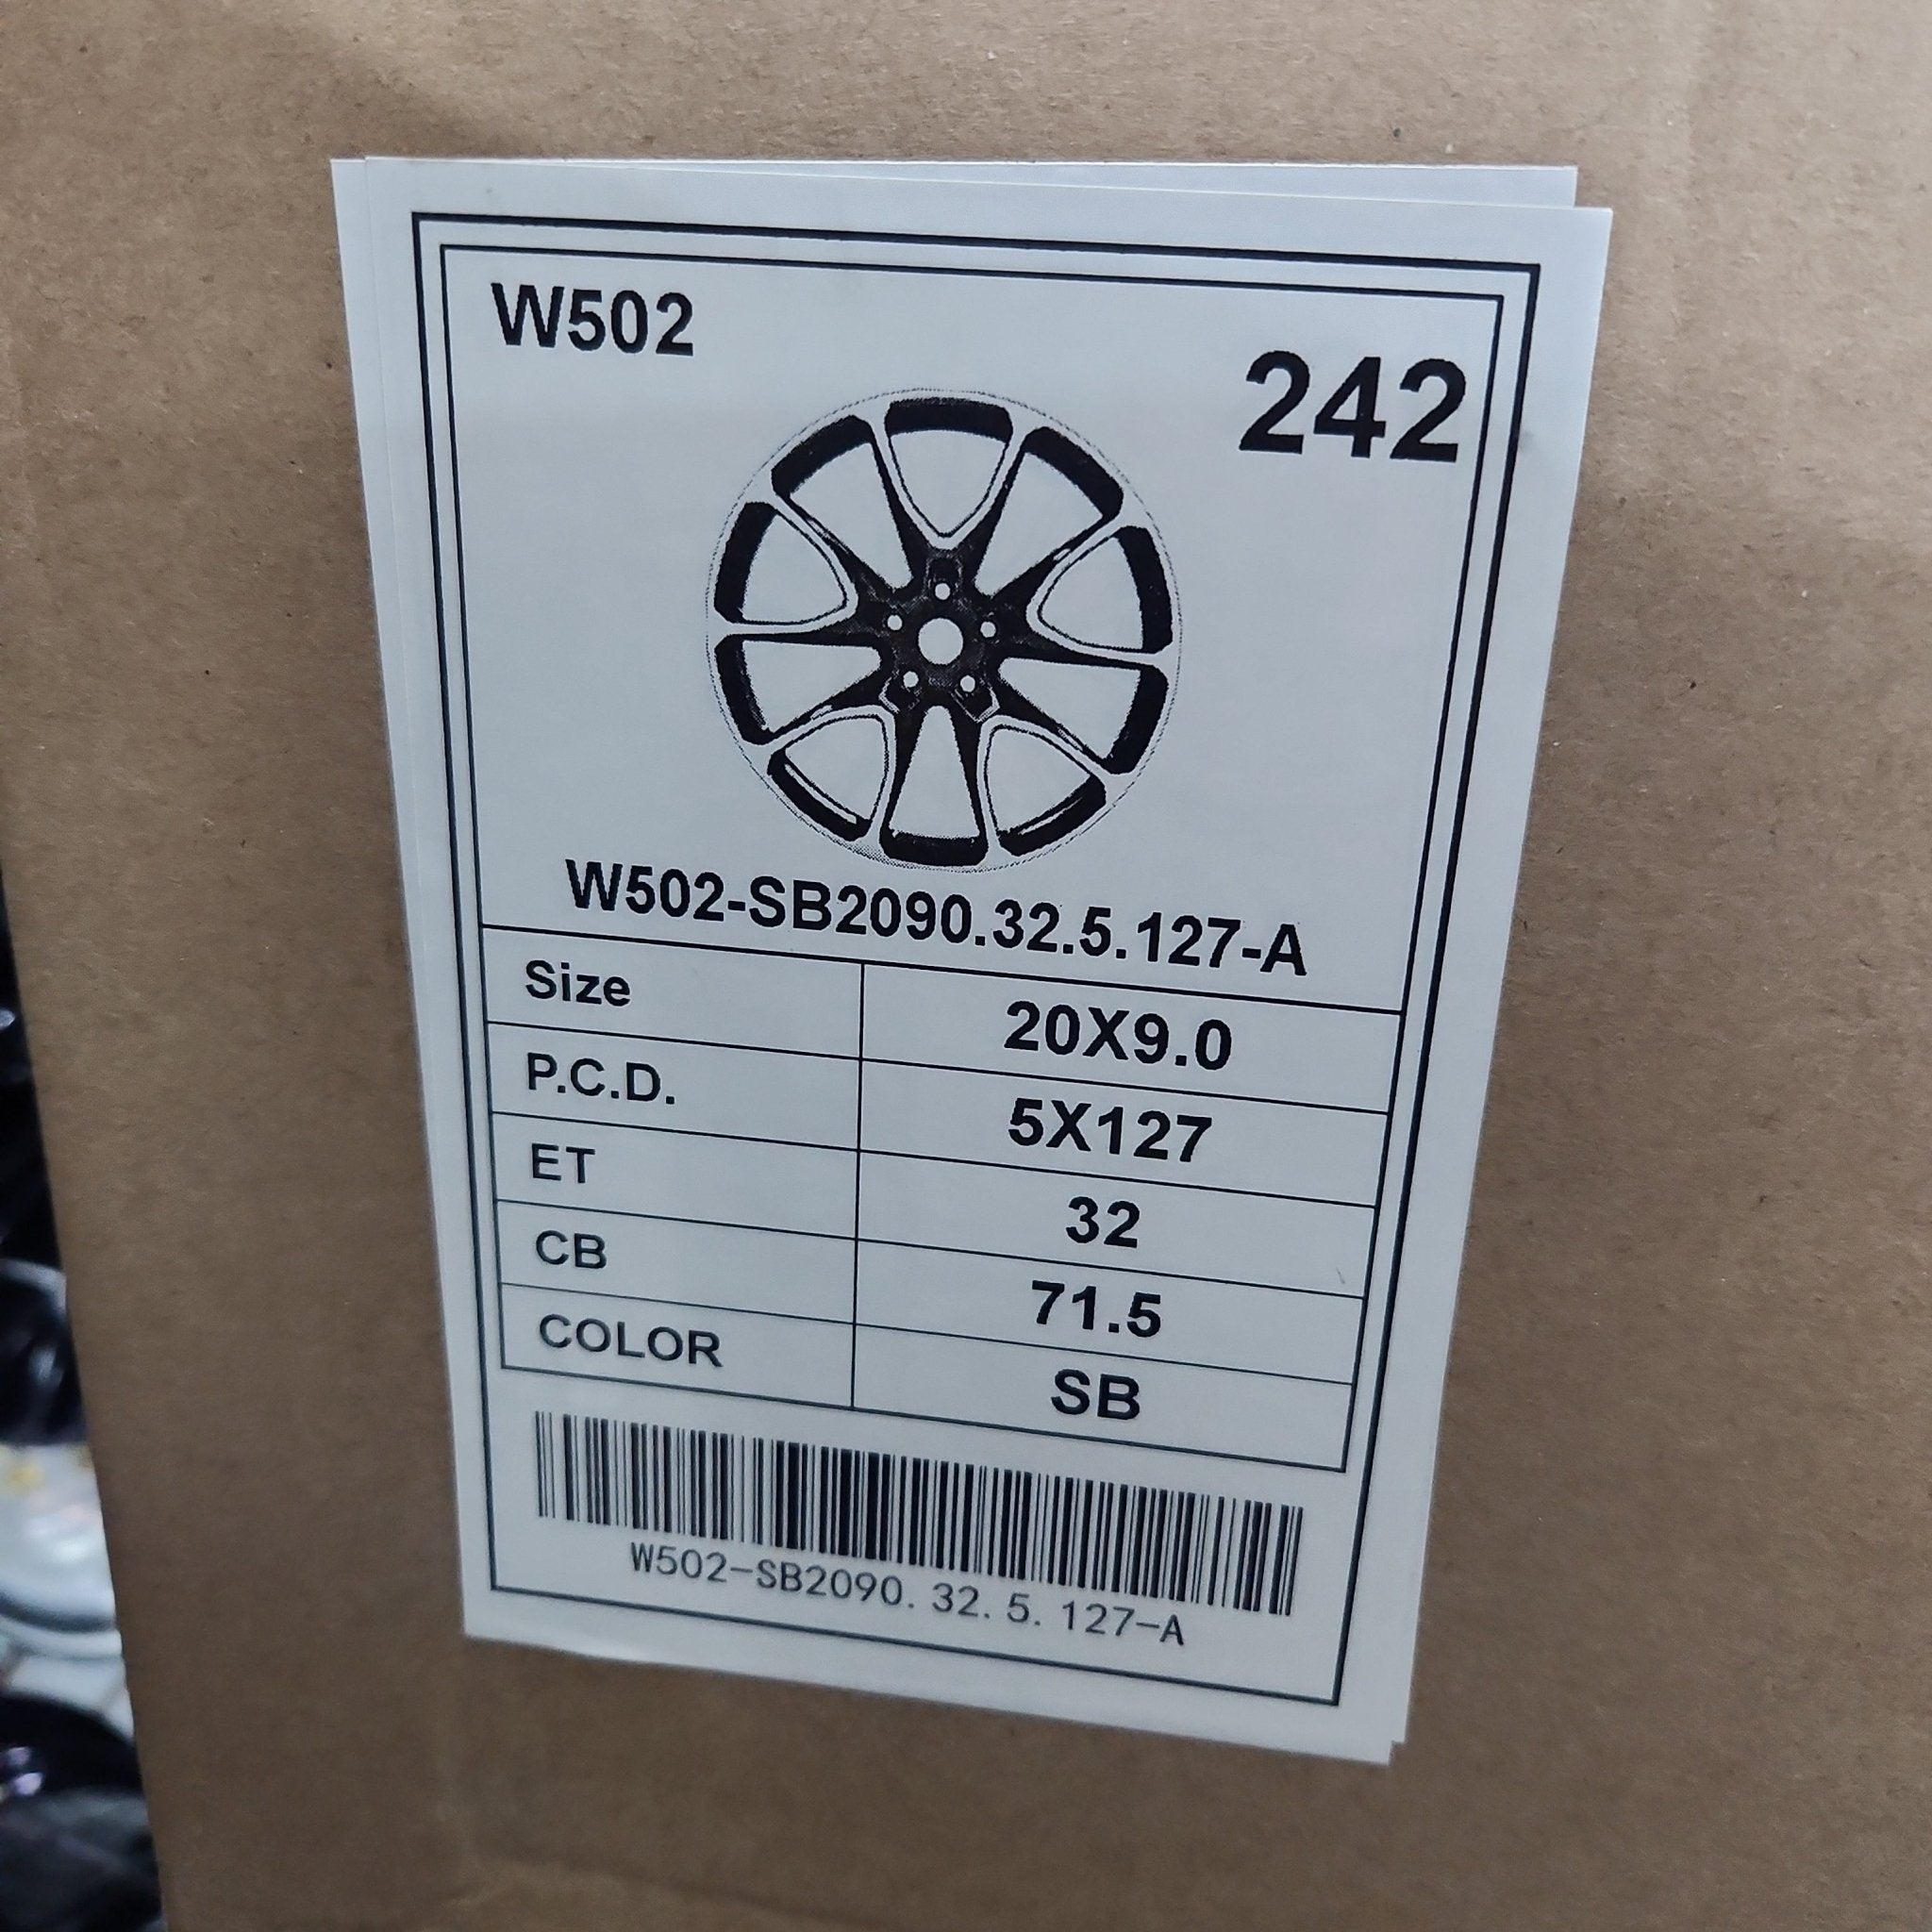 W502
242
W502-SB2090.32.5.127-A
Size 20X9.0
P.C.D. 5X127
ET 32
CB 71.5
COLOR SB
W502-SB2090.32.5.127-A